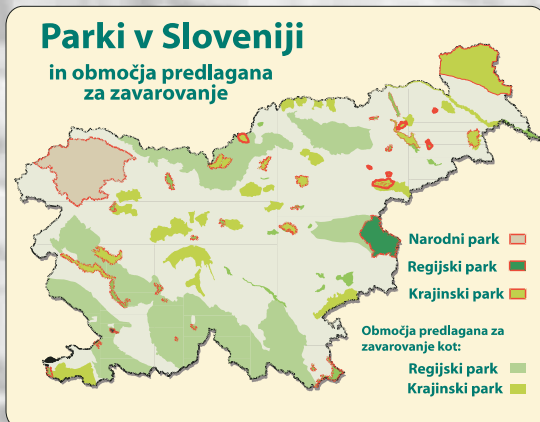 Parki v Sloveniji
in območja predlagana
za zavarovanje
Narodni park
Regijski park
Krajinski park
Območja predlagana za
zavarovanje kot:
Regijski park
Krajinski park